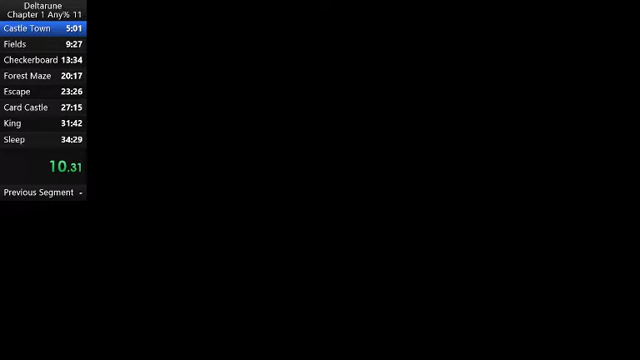 Deltarune
Chapter 1 Any% 11
Castle Town 5:01
Fields 9:27
Checkerboard 13:34
Forest Maze 20:17
Escape 23:26
Card Castle 27:15
King 31:42
Sleep 34:29
10.31
Previous Segment -